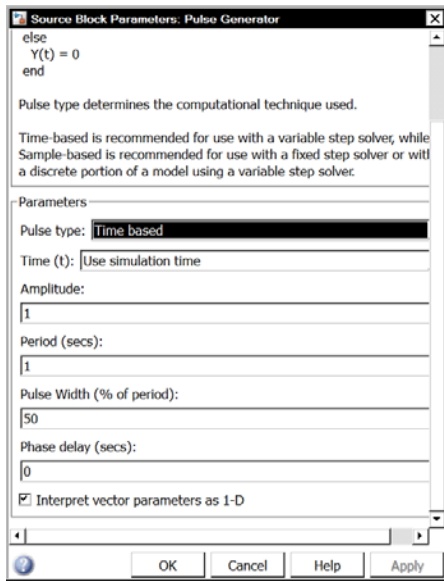 Source Block Parameters: Pulse Generator
else
Y(t) = 0
end
Pulse type determines the computational technique used.
Time-based is recommended for use with a variable step solver, while
Sample-based is recommended for use with a fixed step solver or with
a discrete portion of a model using a variable step solver.
Parameters
Pulse type: Time based
Time (t): Use simulation time
Amplitude:
1
Period (secs):
1
Pulse Width (% of period):
50
Phase delay (secs):
0
Interpret vector parameters as 1-D
OK Cancel Help Apply